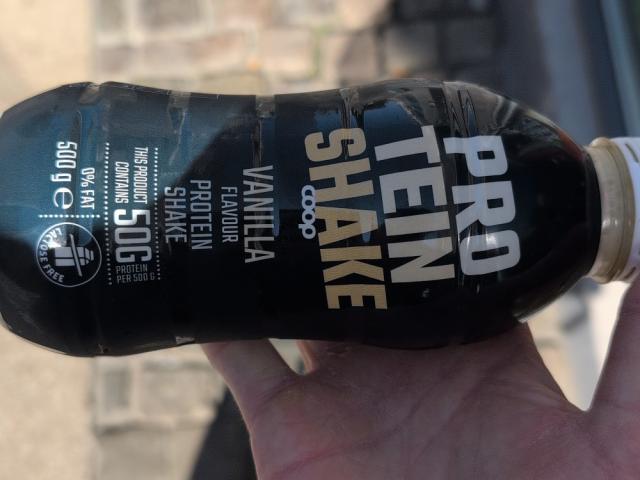 PRO
TEIN
SHAKE
coop
VANILLA
FLAVOUR
PROTEIN
SHAKE
THIS PRODUCT
CONTAINS
50G
PROTEIN
PER 500 G
0% FAT
500 g e
LACTOSE FREE